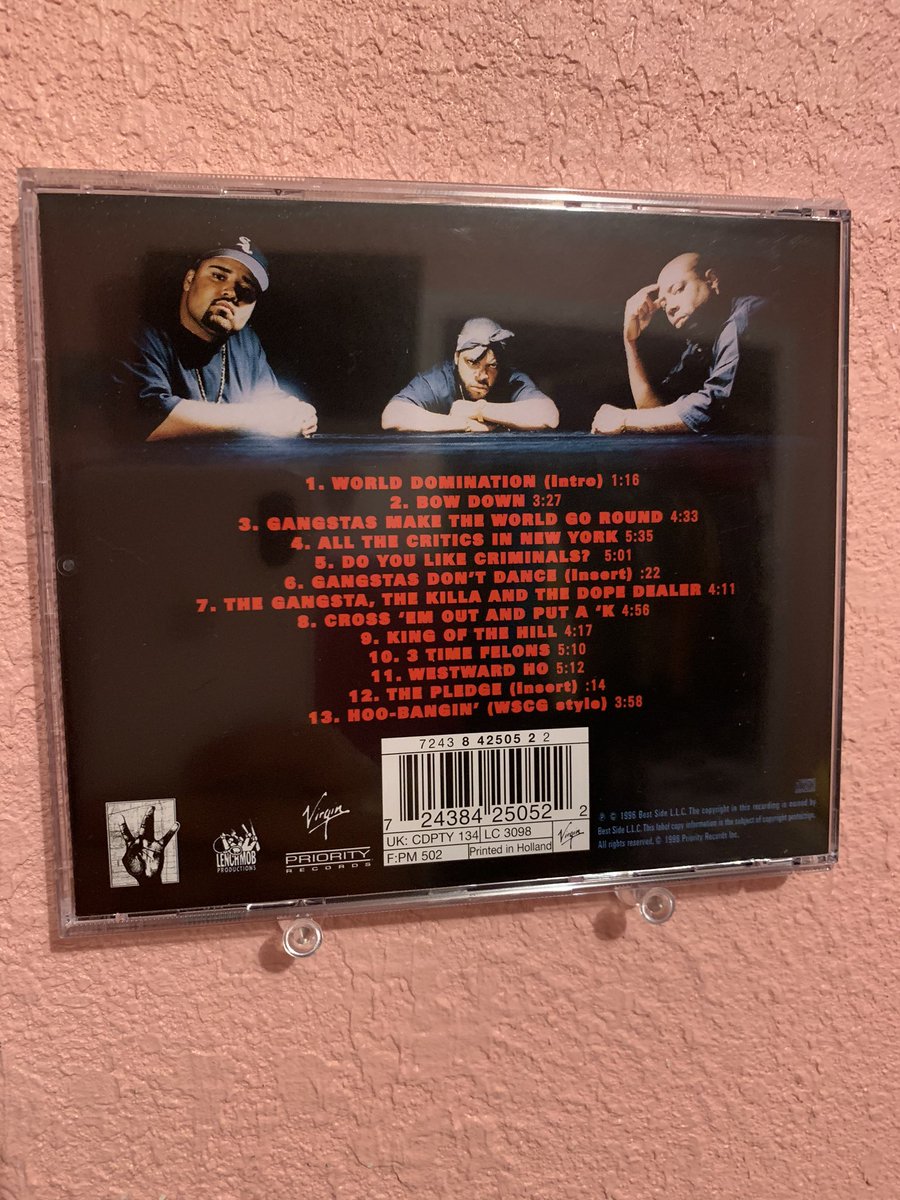 1. WORLD DOMINATION (Intro) 1:16
2. BOW DOWN 3:27
3. GANGSTAS MAKE THE WORLD GO ROUND 4:33
4. ALL THE CRITICS IN NEW YORK 5:35
5. DO YOU LIKE CRIMINALS? 5:01
6. GANGSTAS DON'T DANCE (Insert) :22
7. THE GANGSTA, THE KILLA AND THE DOPE DEALER 4:11
8. CROSS 'EM OUT AND PUT A 'K 4:56
9. KING OF THE HILL 4:17
10. 3 TIME FELONS 5:10
11. WESTWARD HO 5:12
12. THE PLEDGE (Insert) :14
13. HOO-BANGIN' (WSCG style) 3:58
7243 8 42505 2 2
7 24384 25052 2
UK: CDPTY 134 LC 3098
F:PM 502 Printed in Holland Virgin
LENCH MOB
PRODUCTIONS
Virgin
PRIORITY
RECORDS
℗ © 1996 Best Side L.L.C. The copyright in this recording is owned by
Best Side L.L.C. This label copy information is the subject of copyright protection.
All rights reserved. © 1996 Priority Records Inc.